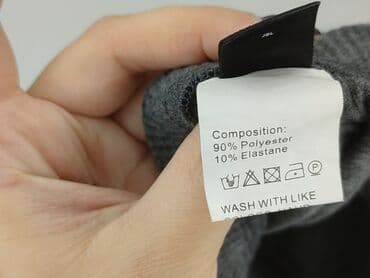 Composition:
90% Polyester
10% Elastane
P
WASH WITH LIKE